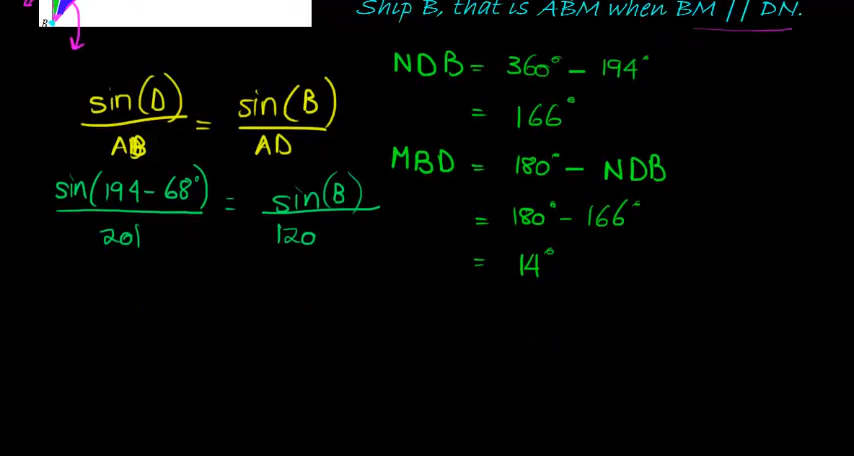 Ship B, that is ABM when BM || DN.
B
NDB = 360° - 194°
= 166°
sin(D)/AB = sin(B)/AD
MBD = 180° - NDB
sin(194 - 68°)/201 = sin(B)/120
= 180° - 166°
= 14°